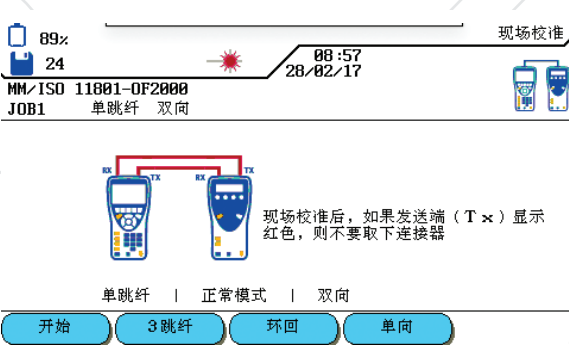 89%
现场校准
24
08:57
28/02/17
MM/ISO 11801-OF2000
JOB1 单跳纤 双向
RX TX RX TX
现场校准后，如果发送端（Tx）显示
红色，则不要取下连接器
单跳纤 | 正常模式 | 双向
开始 3跳纤 环回 单向